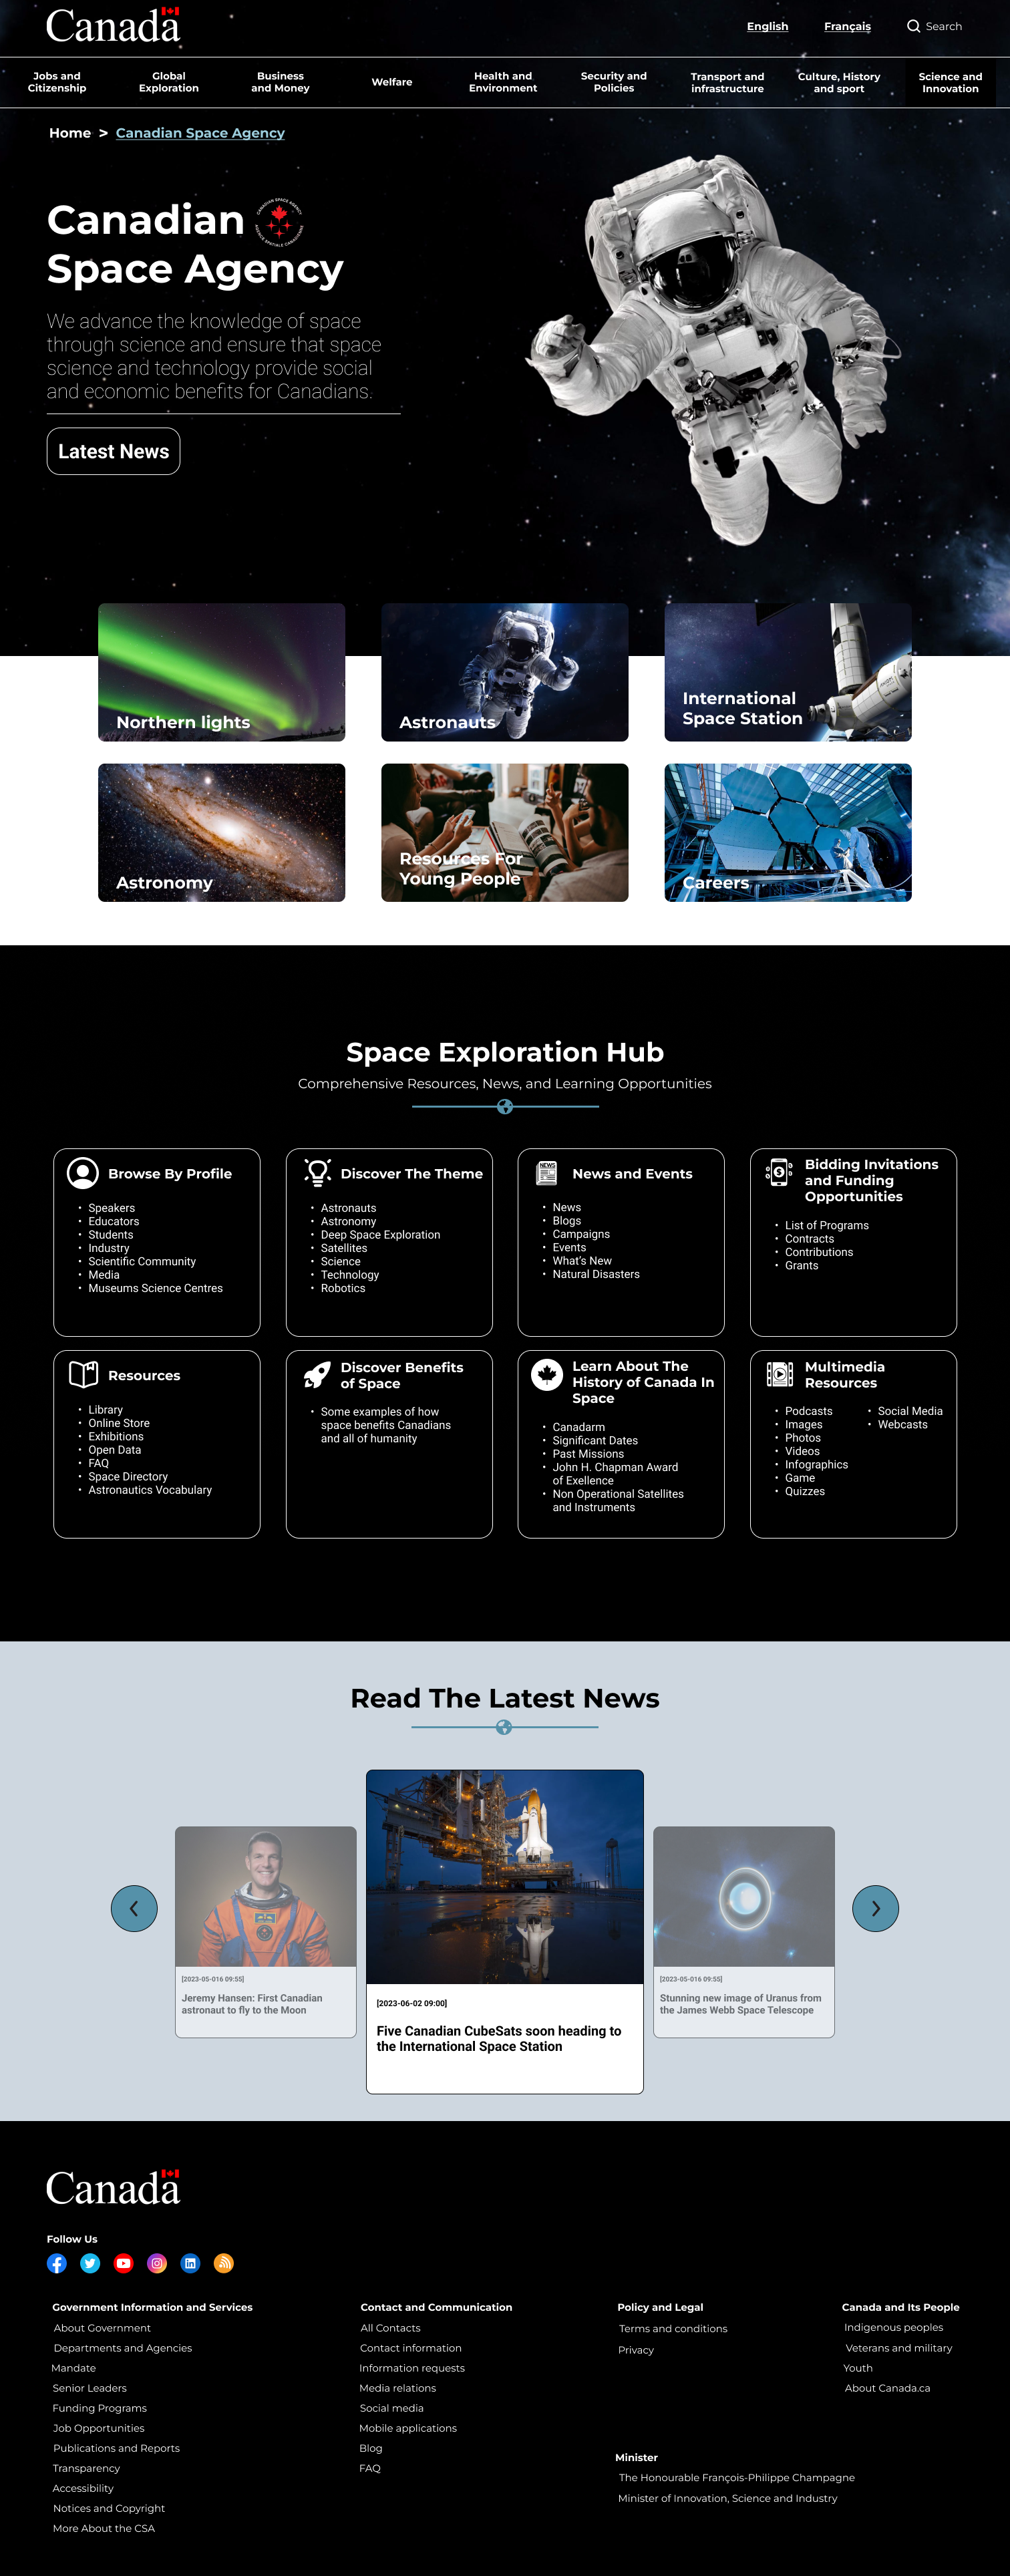 Canada
English
Français
Search
Jobs and
Citizenship
Global
Exploration
Business
and Money
Welfare
Health and
Environment
Security and
Policies
Transport and
infrastructure
Culture, History
and sport
Science and
Innovation
Home > Canadian Space Agency
Canadian
Space Agency
CANADIAN SPACE AGENCY
AGENCE SPATIALE CANADIENNE
We advance the knowledge of space
through science and ensure that space
science and technology provide social
and economic benefits for Canadians.
Latest News
Northern lights
Astronauts
International
Space Station
Astronomy
Resources For
Young People
Careers
Space Exploration Hub
Comprehensive Resources, News, and Learning Opportunities
Browse By Profile
• Speakers
• Educators
• Students
• Industry
• Scientific Community
• Media
• Museums Science Centres
Discover The Theme
• Astronauts
• Astronomy
• Deep Space Exploration
• Satellites
• Science
• Technology
• Robotics
NEWS
News and Events
• News
• Blogs
• Campaigns
• Events
• What's New
• Natural Disasters
Bidding Invitations
and Funding
Opportunities
• List of Programs
• Contracts
• Contributions
• Grants
Resources
• Library
• Online Store
• Exhibitions
• Open Data
• FAQ
• Space Directory
• Astronautics Vocabulary
Discover Benefits
of Space
• Some examples of how
space benefits Canadians
and all of humanity
Learn About The
History of Canada In
Space
• Canadarm
• Significant Dates
• Past Missions
• John H. Chapman Award
of Exellence
• Non Operational Satellites
and Instruments
Multimedia
Resources
• Podcasts
• Images
• Photos
• Videos
• Infographics
• Game
• Quizzes
• Social Media
• Webcasts
Read The Latest News
[2023-05-016 09:55]
Jeremy Hansen: First Canadian
astronaut to fly to the Moon
[2023-06-02 09:00]
Five Canadian CubeSats soon heading to
the International Space Station
[2023-05-016 09:55]
Stunning new image of Uranus from
the James Webb Space Telescope
Canada
Follow Us
Government Information and Services
About Government
Departments and Agencies
Mandate
Senior Leaders
Funding Programs
Job Opportunities
Publications and Reports
Transparency
Accessibility
Notices and Copyright
More About the CSA
Contact and Communication
All Contacts
Contact information
Information requests
Media relations
Social media
Mobile applications
Blog
FAQ
Policy and Legal
Terms and conditions
Privacy
Canada and Its People
Indigenous peoples
Veterans and military
Youth
About Canada.ca
Minister
The Honourable François-Philippe Champagne
Minister of Innovation, Science and Industry